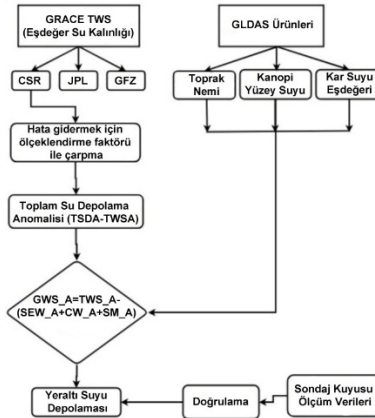 GRACE TWS
(Eşdeğer Su Kalınlığı)
GLDAS Ürünleri
CSR
JPL
GFZ
Toprak
Nemi
Kanopi
Yüzey Suyu
Kar Suyu
Eşdeğeri
Hata gidermek için
ölçeklendirme faktörü
ile çarpma
Toplam Su Depolama
Anomalisi (TSDA-TWSA)
GWS_A=TWS_A-
(SEW_A+CW_A+SM_A)
Yeraltı Suyu
Depolaması
Doğrulama
Sondaj Kuyusu
Ölçüm Verileri